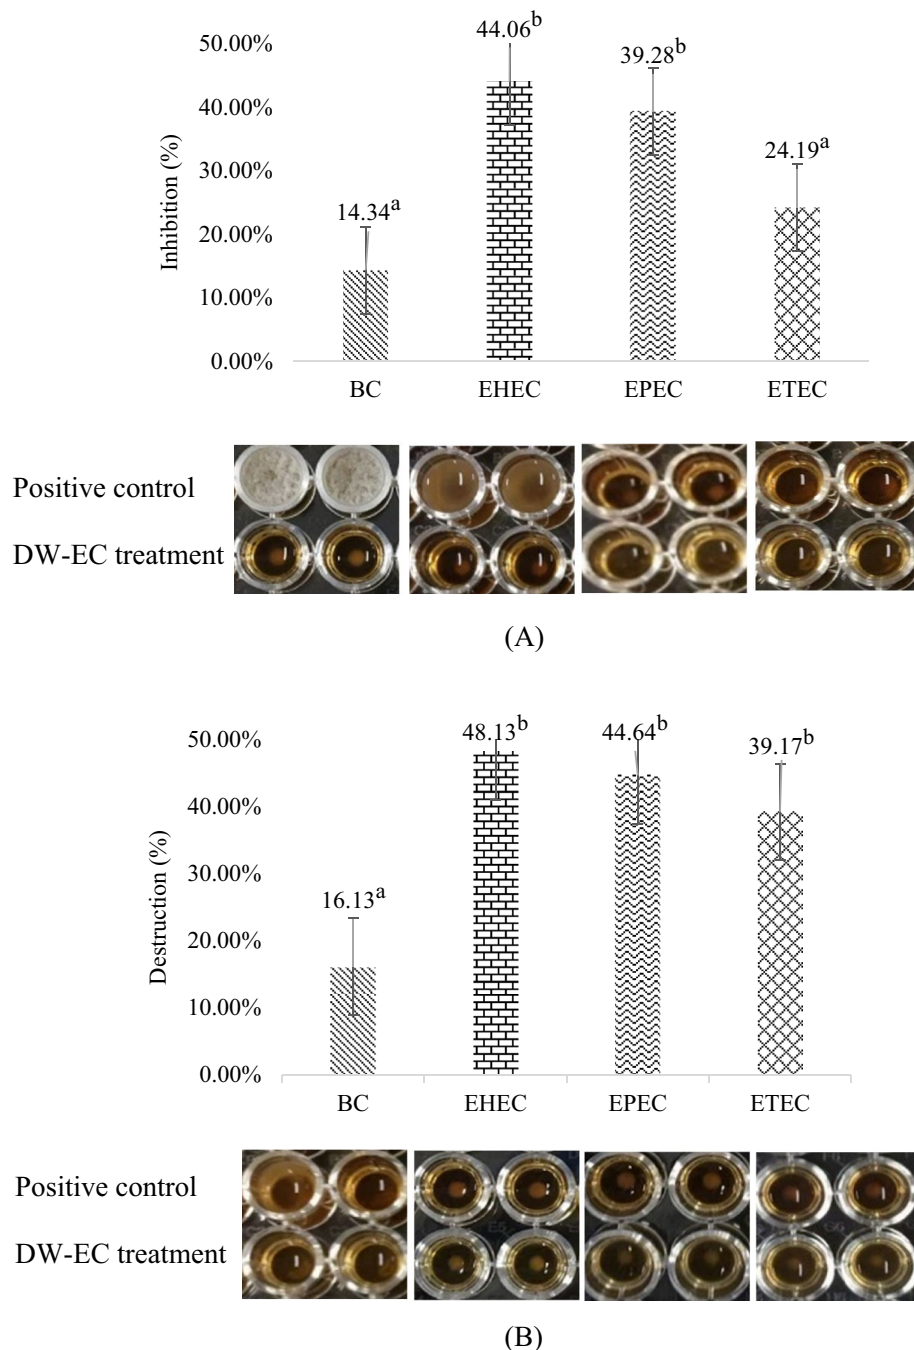 50.00%
44.06b
39.28b
40.00%
30.00%
24.19a
20.00%
14.34a
10.00%
0.00%
Inhibition (%)
BC EHEC EPEC ETEC
Positive control
DW-EC treatment
(A)
50.00%
48.13b
44.64b
39.17b
40.00%
30.00%
20.00%
16.13a
10.00%
0.00%
Destruction (%)
BC EHEC EPEC ETEC
Positive control
DW-EC treatment
(B)